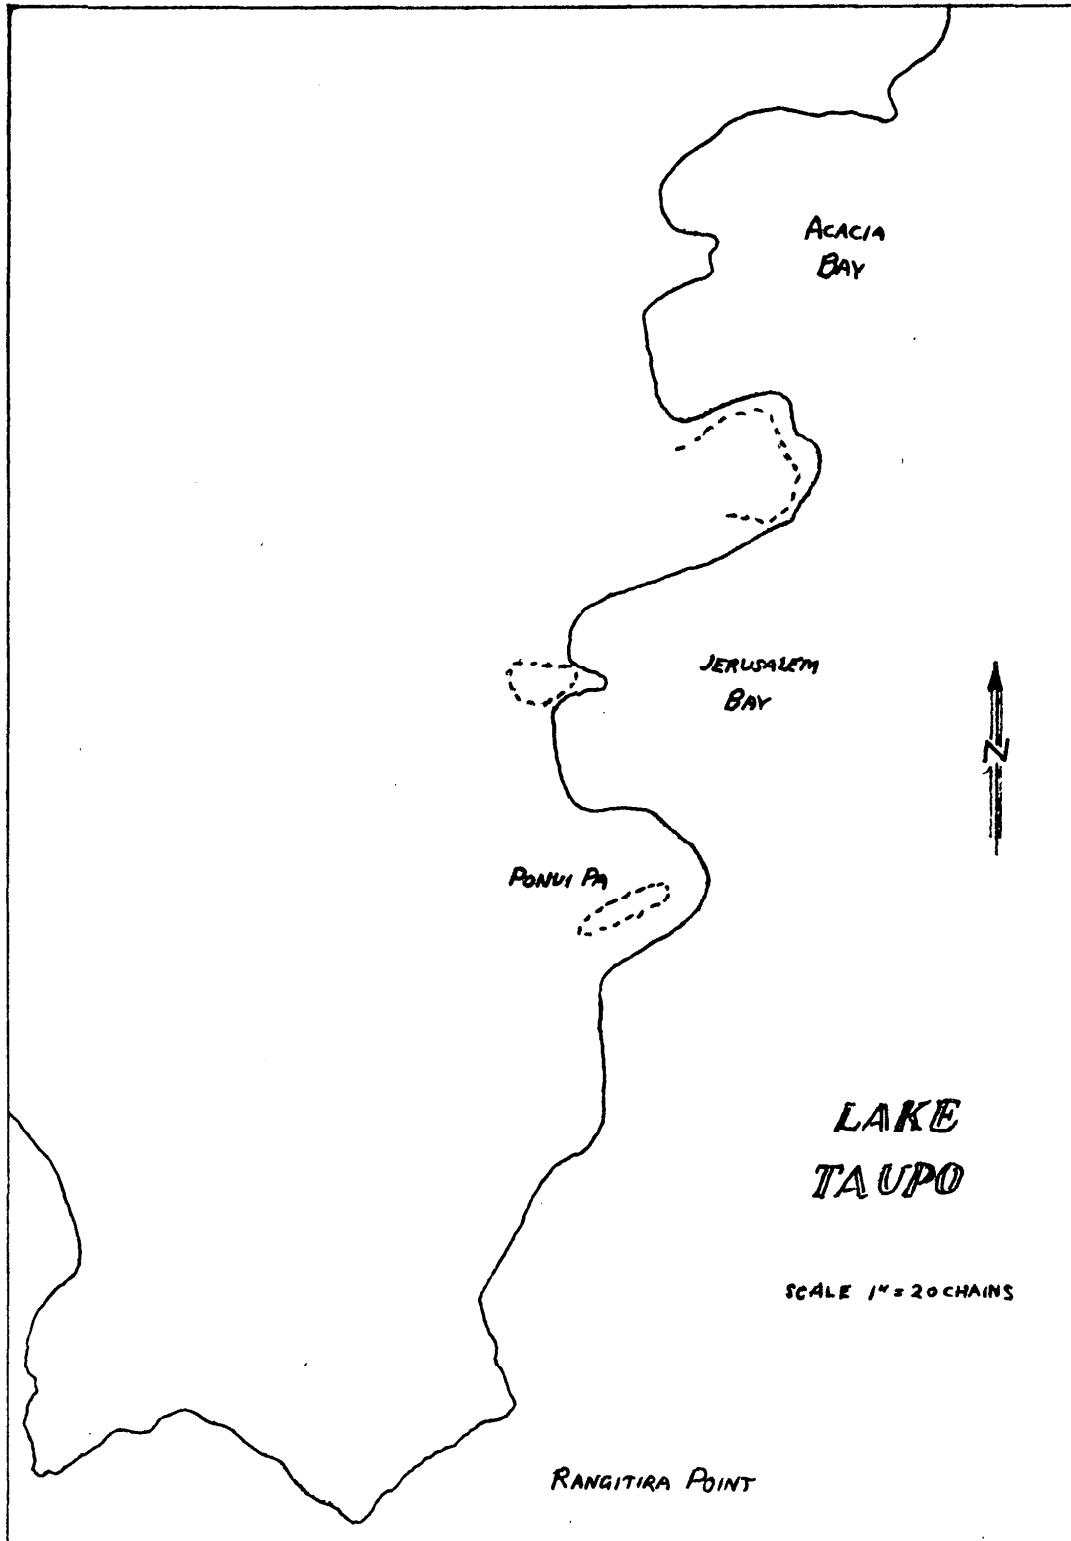 ACACIA
BAY
JERUSALEM
BAY
N
PONUI PA
LAKE
TAUPO
SCALE 1" = 20 CHAINS
RANGITIRA POINT